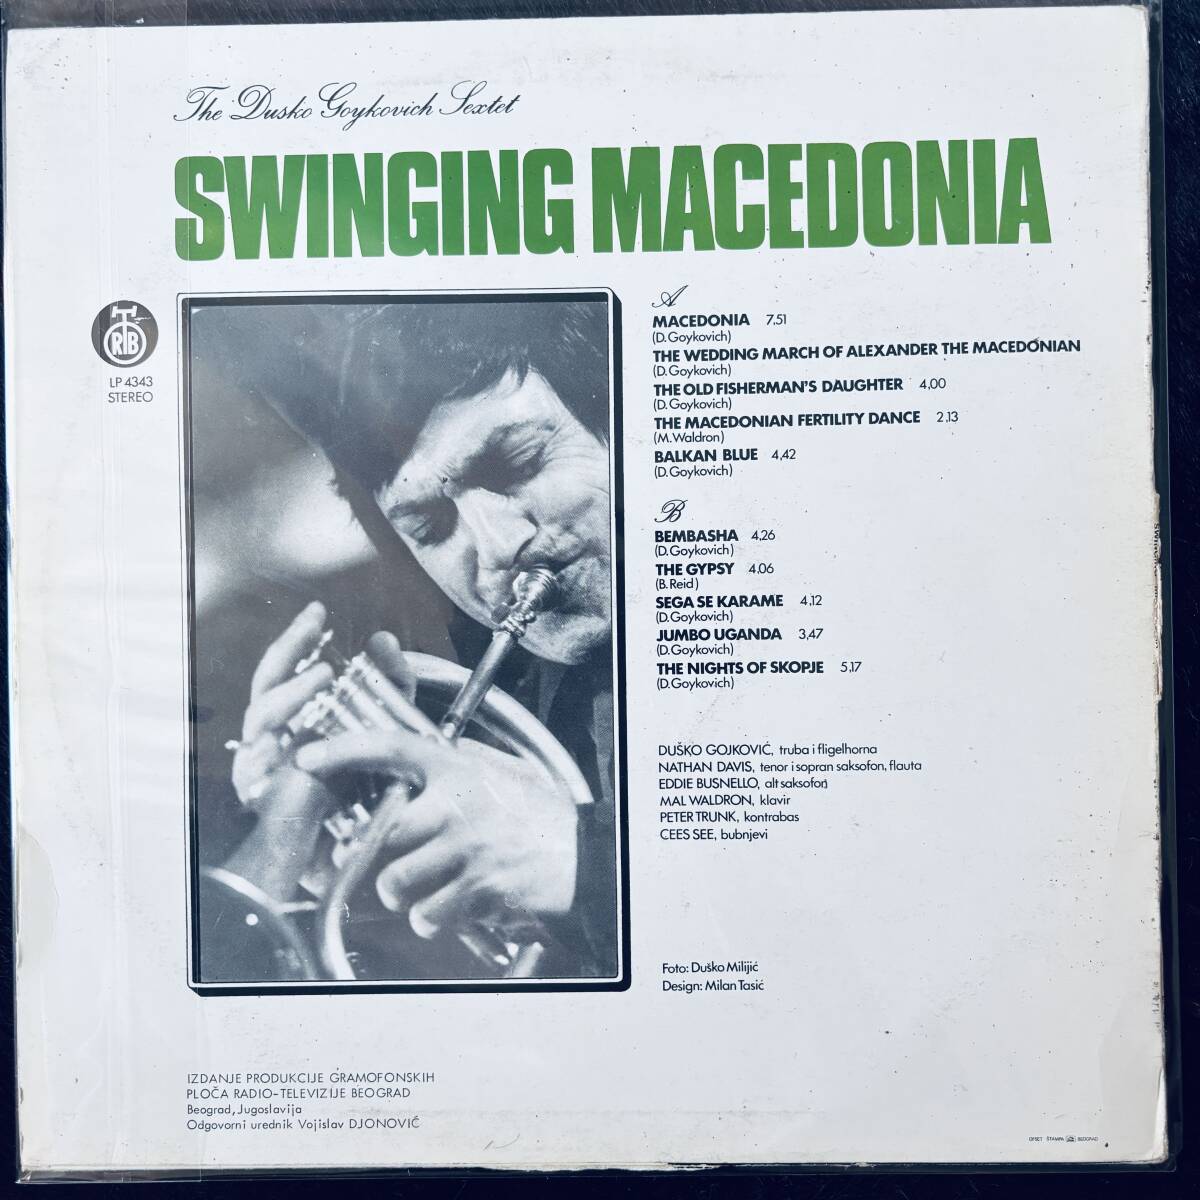 The Dusko Goykovich Sextet
SWINGING MACEDONIA
RTB
LP 4343
STEREO
A
MACEDONIA 7,51
(D.Goykovich)
THE WEDDING MARCH OF ALEXANDER THE MACEDONIAN
(D.Goykovich)
THE OLD FISHERMAN'S DAUGHTER 4,00
(D.Goykovich)
THE MACEDONIAN FERTILITY DANCE 2,13
(M.Waldron)
BALKAN BLUE 4,42
(D.Goykovich)
B
BEMBASHA 4,26
(D.Goykovich)
THE GYPSY 4,06
(B.Reid)
SEGA SE KARAME 4,12
(D.Goykovich)
JUMBO UGANDA 3,47
(D.Goykovich)
THE NIGHTS OF SKOPJE 5,17
(D.Goykovich)
DUŠKO GOJKOVIĆ, truba i fligelhorna
NATHAN DAVIS, tenor i sopran saksofon, flauta
EDDIE BUSNELLO, alt saksofon
MAL WALDRON, klavir
PETER TRUNK, kontrabas
CEES SEE, bubnjevi
Foto: Duško Milijić
Design: Milan Tasić
IZDANJE PRODUKCIJE GRAMOFONSKIH
PLOČA RADIO-TELEVIZIJE BEOGRAD
Beograd, Jugoslavija
Odgovorni urednik Vojislav DJONOVIĆ
OFSET ŠTAMPA BEOGRAD